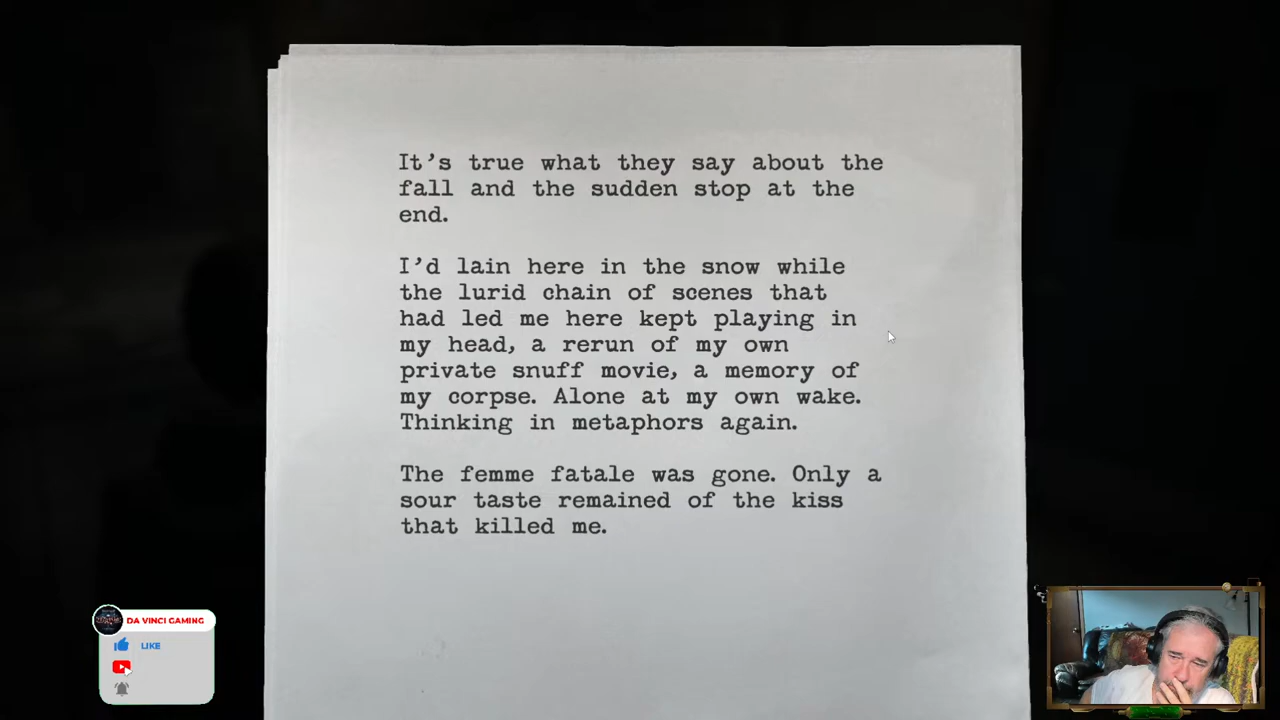 It's true what they say about the
fall and the sudden stop at the
end.
I'd lain here in the snow while
the lurid chain of scenes that
had led me here kept playing in
my head, a rerun of my own
private snuff movie, a memory of
my corpse. Alone at my own wake.
Thinking in metaphors again.
The femme fatale was gone. Only a
sour taste remained of the kiss
that killed me.
DA VINCI GAMING
LIKE